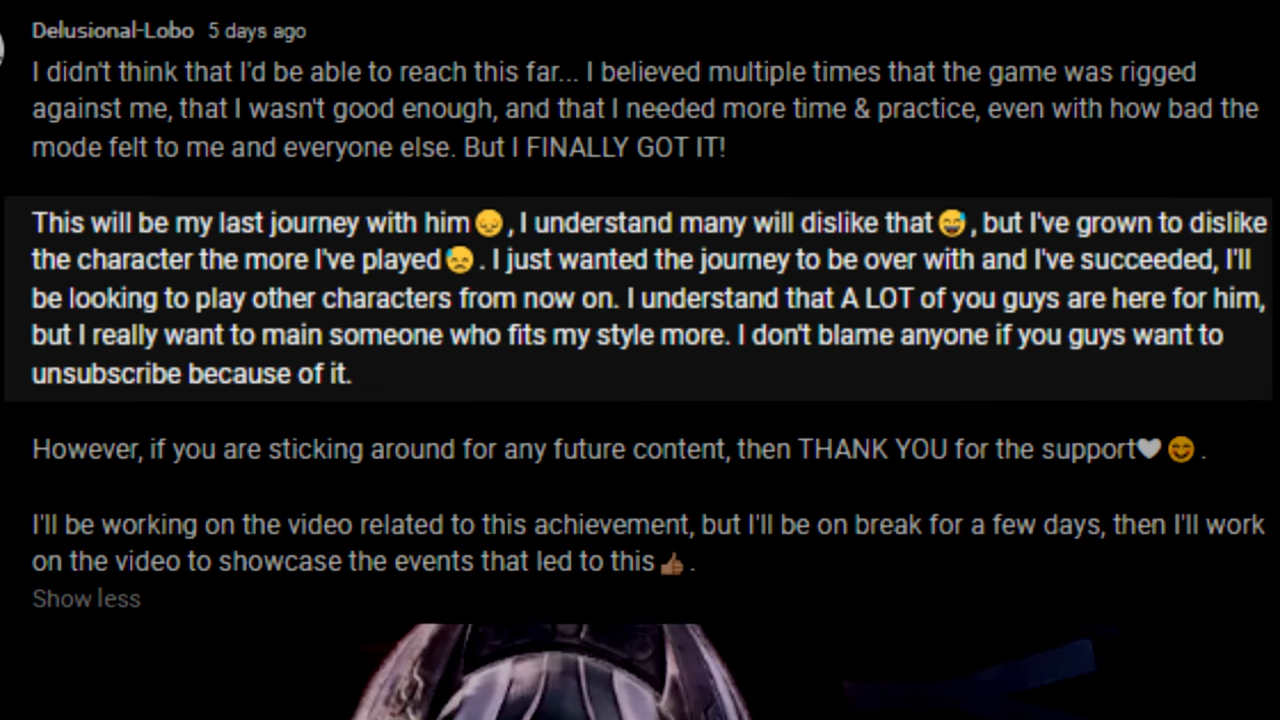 Delusional-Lobo 5 days ago
I didn't think that I'd be able to reach this far... I believed multiple times that the game was rigged
against me, that I wasn't good enough, and that I needed more time & practice, even with how bad the
mode felt to me and everyone else. But I FINALLY GOT IT!
This will be my last journey with him😞, I understand many will dislike that😅, but I've grown to dislike
the character the more I've played😓. I just wanted the journey to be over with and I've succeeded, I'll
be looking to play other characters from now on. I understand that A LOT of you guys are here for him,
but I really want to main someone who fits my style more. I don't blame anyone if you guys want to
unsubscribe because of it.
However, if you are sticking around for any future content, then THANK YOU for the support🤍😊.
I'll be working on the video related to this achievement, but I'll be on break for a few days, then I'll work
on the video to showcase the events that led to this👍🏾.
Show less